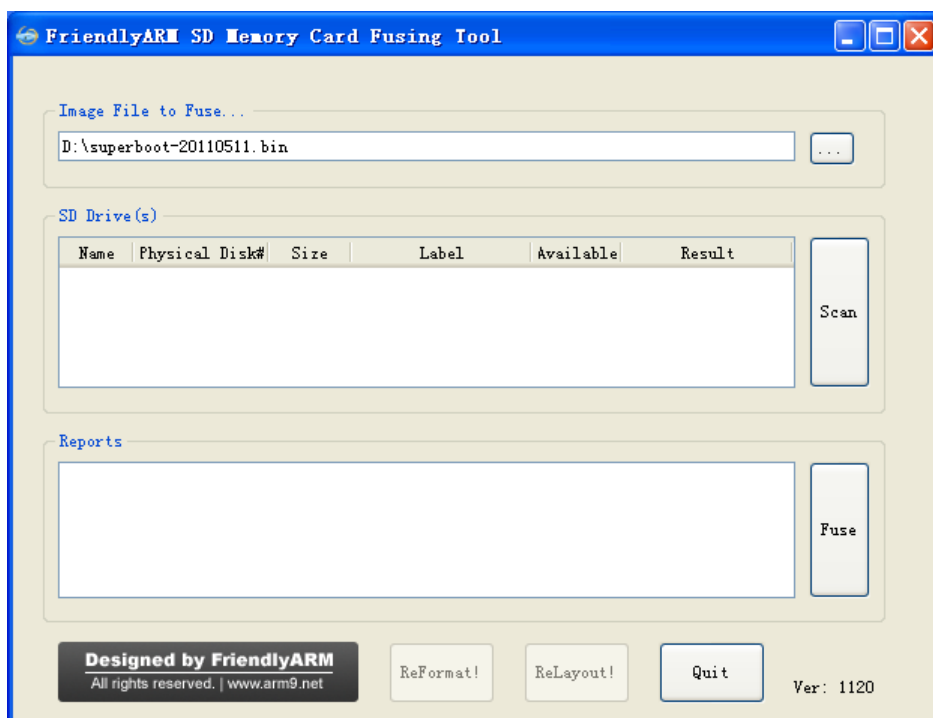 FriendlyARM SD Memory Card Fusing Tool
Image File to Fuse...
D:\superboot-20110511.bin
...
SD Drive(s)
Name Physical Disk# Size Label Available Result
Scan
Reports
Fuse
Designed by FriendlyARM
All rights reserved. | www.arm9.net
ReFormat!
ReLayout!
Quit
Ver: 1120